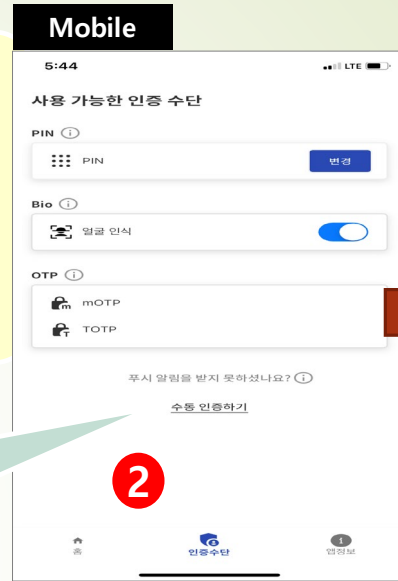 Mobile
5:44
LTE
사용 가능한 인증 수단
PIN
PIN
변경
Bio
얼굴 인식
OTP
mOTP
TOTP
푸시 알림을 받지 못하셨나요?
수동 인증하기
2
홈
인증수단
1
앱정보